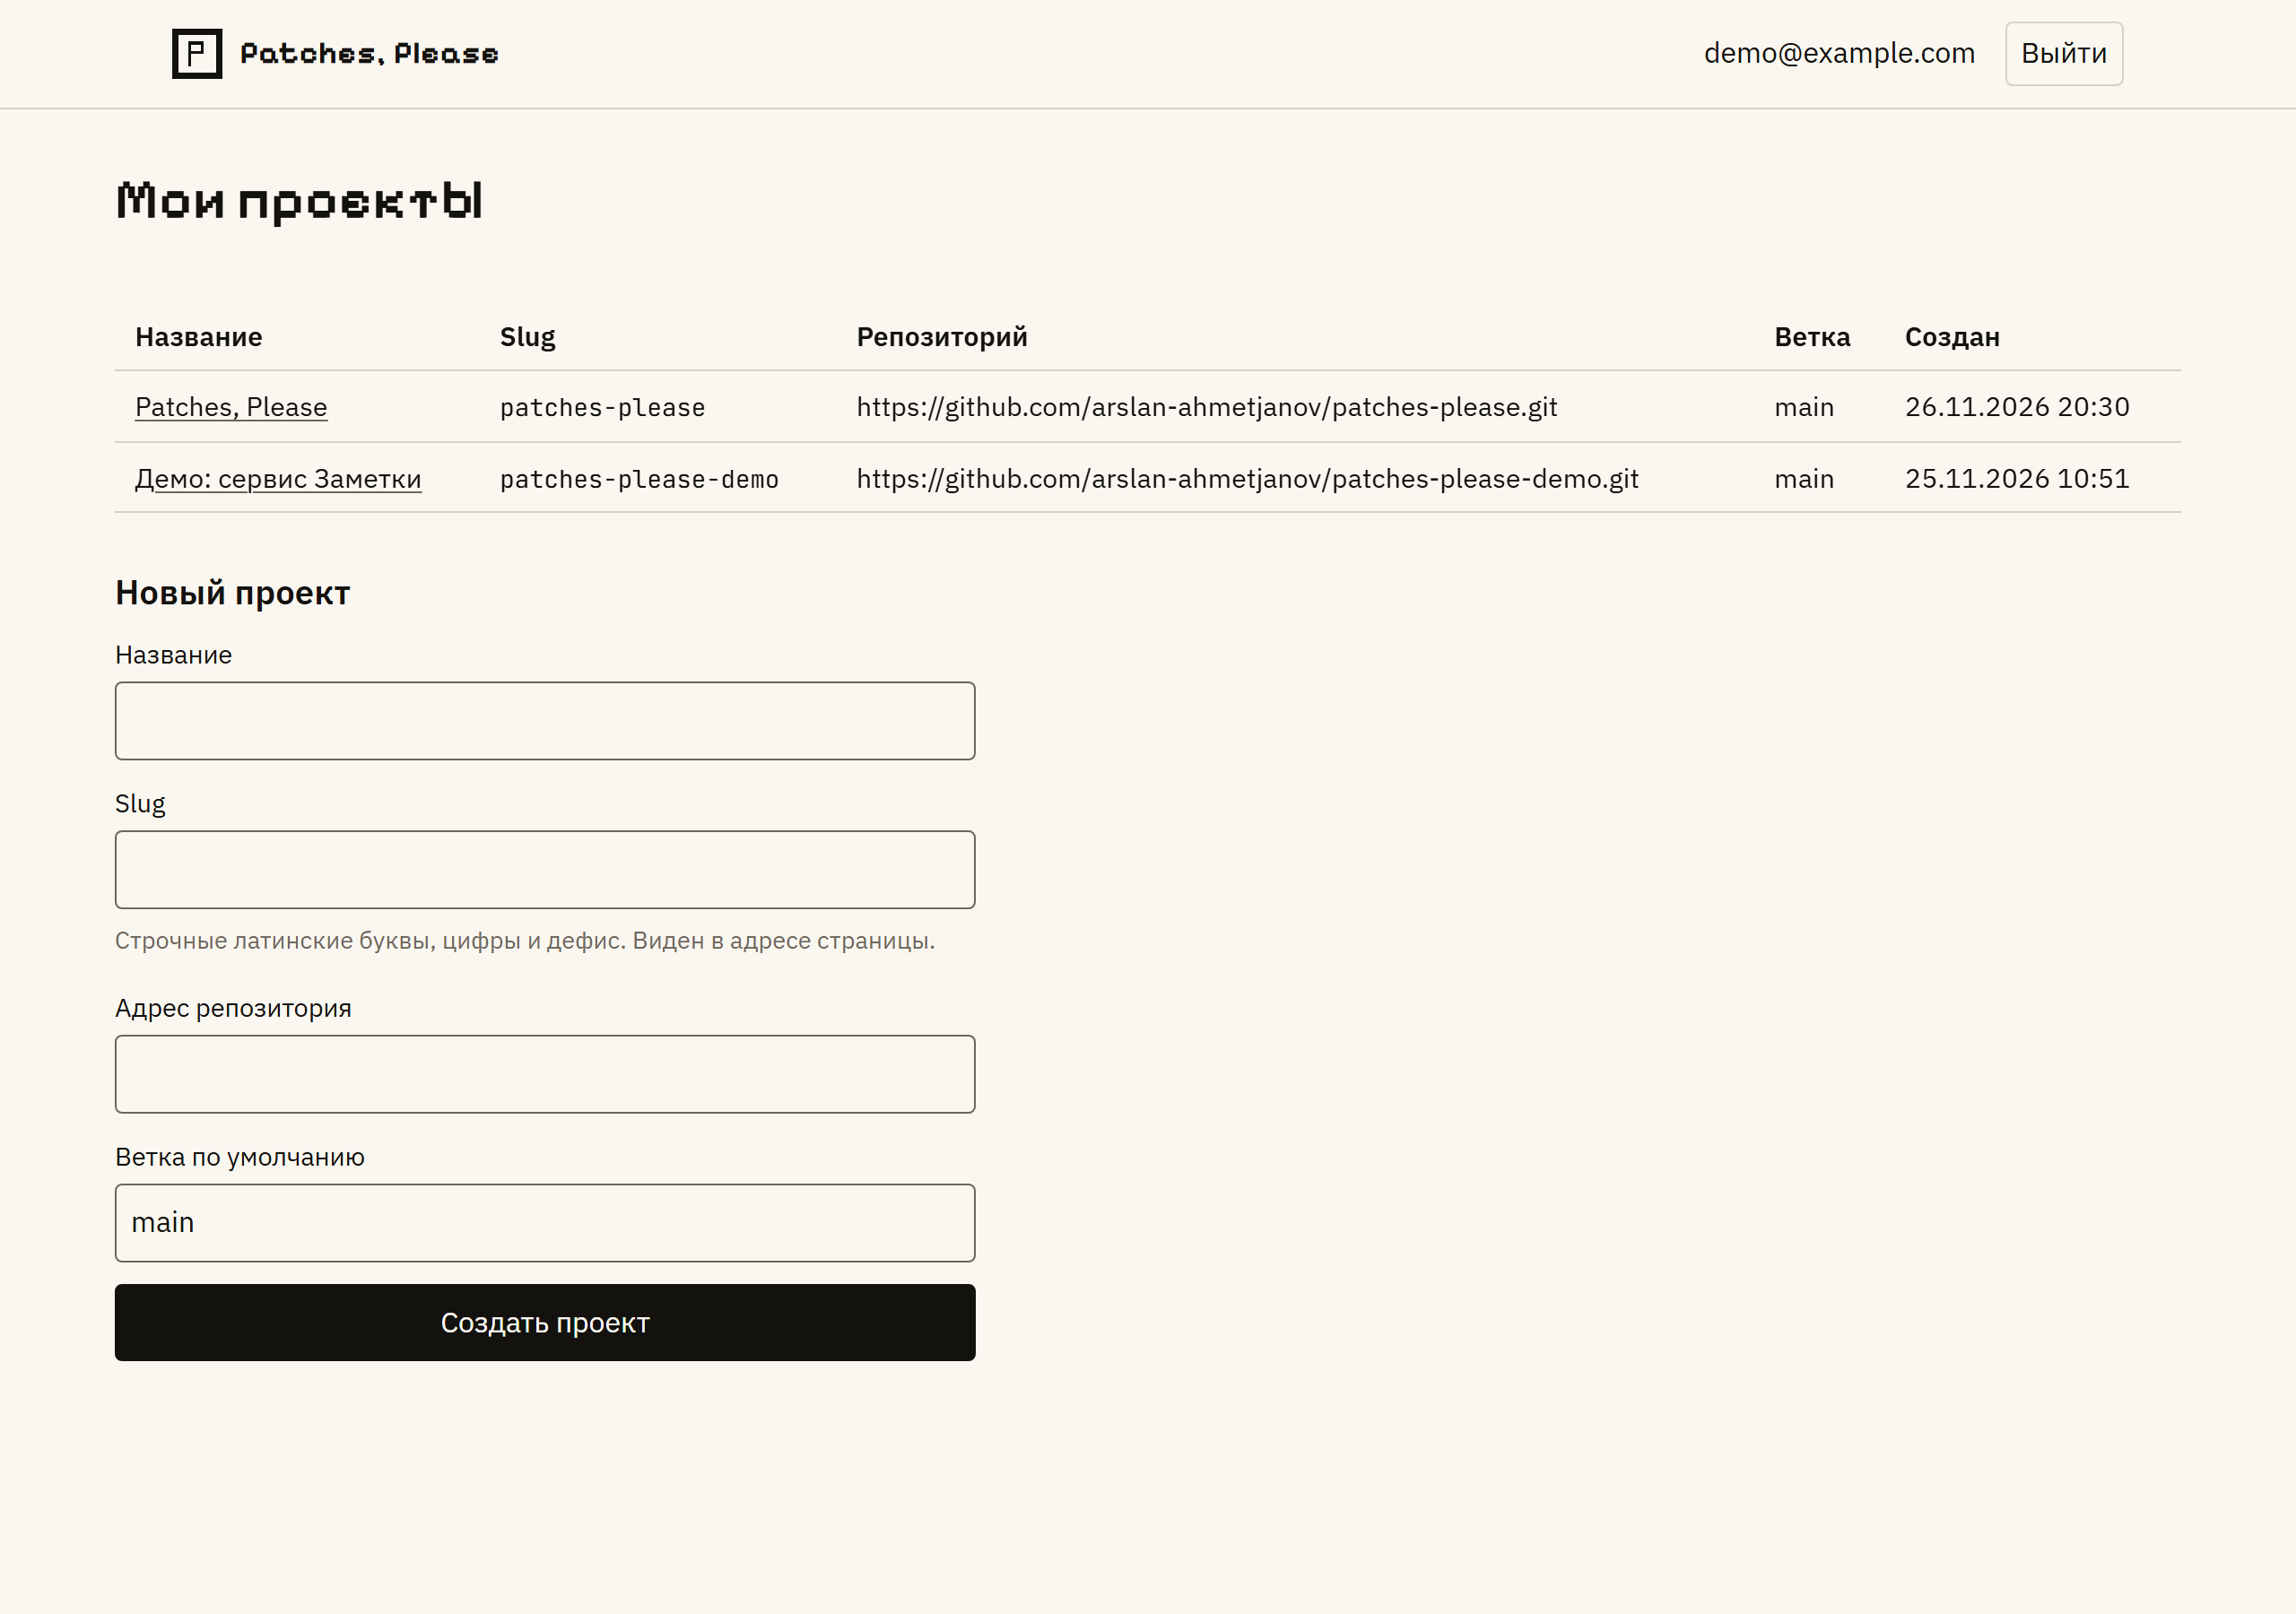 P Patches, Please demo@example.com Выйти
Мои проекты
Название Slug Репозиторий Ветка Создан
Patches, Please patches-please https://github.com/arslan-ahmetjanov/patches-please.git main 26.11.2026 20:30
Демо: сервис Заметки patches-please-demo https://github.com/arslan-ahmetjanov/patches-please-demo.git main 25.11.2026 10:51
Новый проект
Название
Slug
Строчные латинские буквы, цифры и дефис. Виден в адресе страницы.
Адрес репозитория
Ветка по умолчанию
main
Создать проект